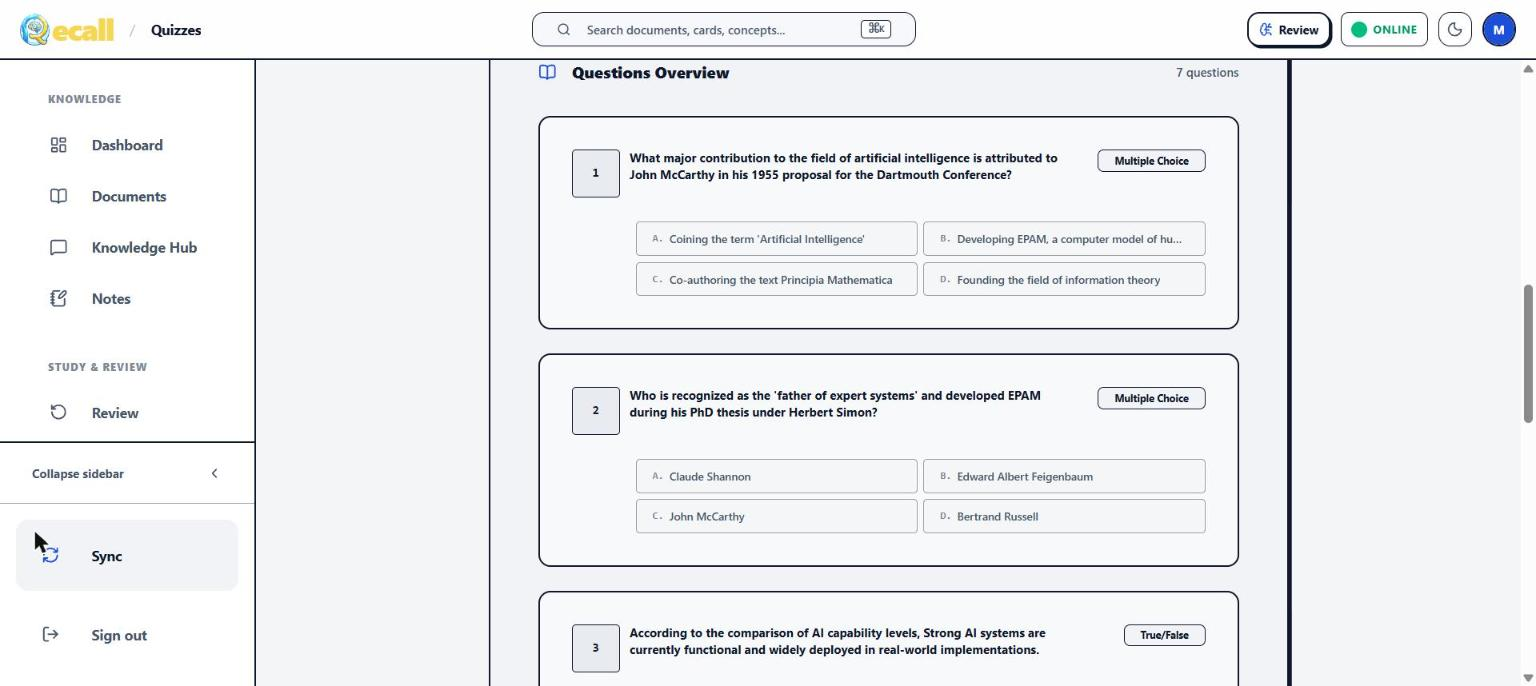 Recall / Quizzes
Search documents, cards, concepts...
⌘K
Review
ONLINE
M
KNOWLEDGE
Dashboard
Documents
Knowledge Hub
Notes
STUDY & REVIEW
Review
Collapse sidebar
Sync
Sign out
Questions Overview
7 questions
1
What major contribution to the field of artificial intelligence is attributed to
John McCarthy in his 1955 proposal for the Dartmouth Conference?
Multiple Choice
A. Coining the term 'Artificial Intelligence'
B. Developing EPAM, a computer model of hu...
C. Co-authoring the text Principia Mathematica
D. Founding the field of information theory
2
Who is recognized as the 'father of expert systems' and developed EPAM
during his PhD thesis under Herbert Simon?
Multiple Choice
A. Claude Shannon
B. Edward Albert Feigenbaum
C. John McCarthy
D. Bertrand Russell
3
According to the comparison of AI capability levels, Strong AI systems are
currently functional and widely deployed in real-world implementations.
True/False